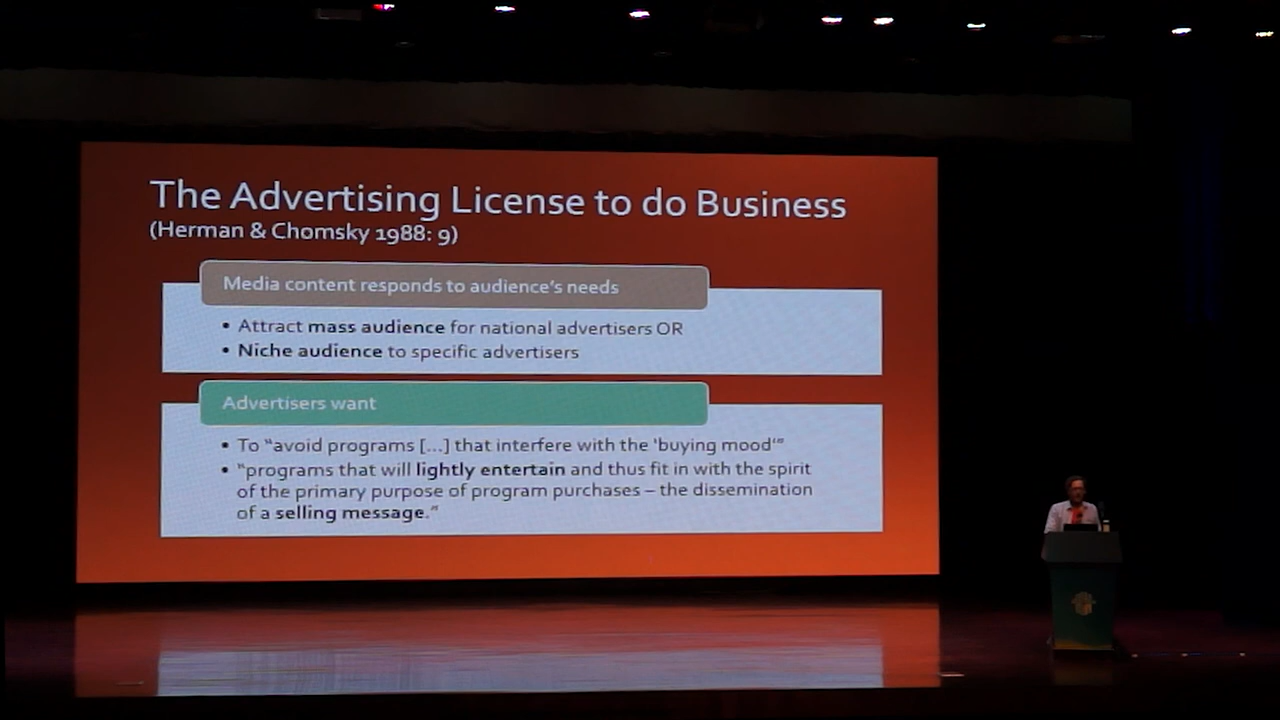 The Advertising License to do Business
(Herman & Chomsky 1988: 9)
Media content responds to audience's needs
• Attract mass audience for national advertisers OR
• Niche audience to specific advertisers
Advertisers want
• To "avoid programs [...] that interfere with the 'buying mood'"
• "programs that will lightly entertain and thus fit in with the spirit
of the primary purpose of program purchases – the dissemination
of a selling message."